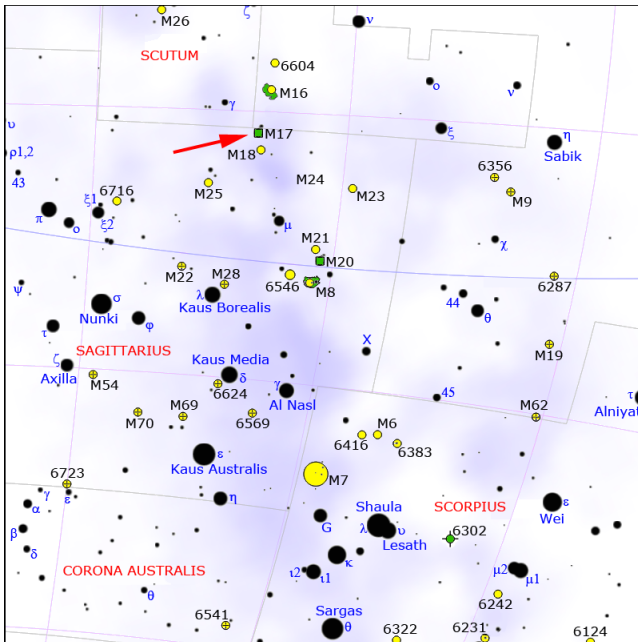 M26
ζ
ν
SCUTUM
6604
M16
ο
ν
γ
ξ
υ
M17
η
Sabik
ρ1,2
M18
43
M24
6356
M9
M25
M23
6716
ξ1
π
ο
ξ2
μ
M21
χ
M20
M22
M28
6546
M8
6287
ψ
λ
Kaus Borealis
44
σ
Nunki
φ
θ
τ
X
M19
SAGITTARIUS
ζ
Kaus Media
δ
Axilla
M54
6624
γ
Al Nasl
45
τ
Alniyat
M62
M70
M69
6569
M6
6416
6383
ε
Kaus Australis
6723
M7
γ
ε
α
η
Shaula
SCORPIUS
ε
Wei
G
λ
υ
Lesath
6302
β
δ
κ
CORONA AUSTRALIS
ι2
ι1
μ2
μ1
θ
6242
Sargas
θ
6541
6322
6231
6124